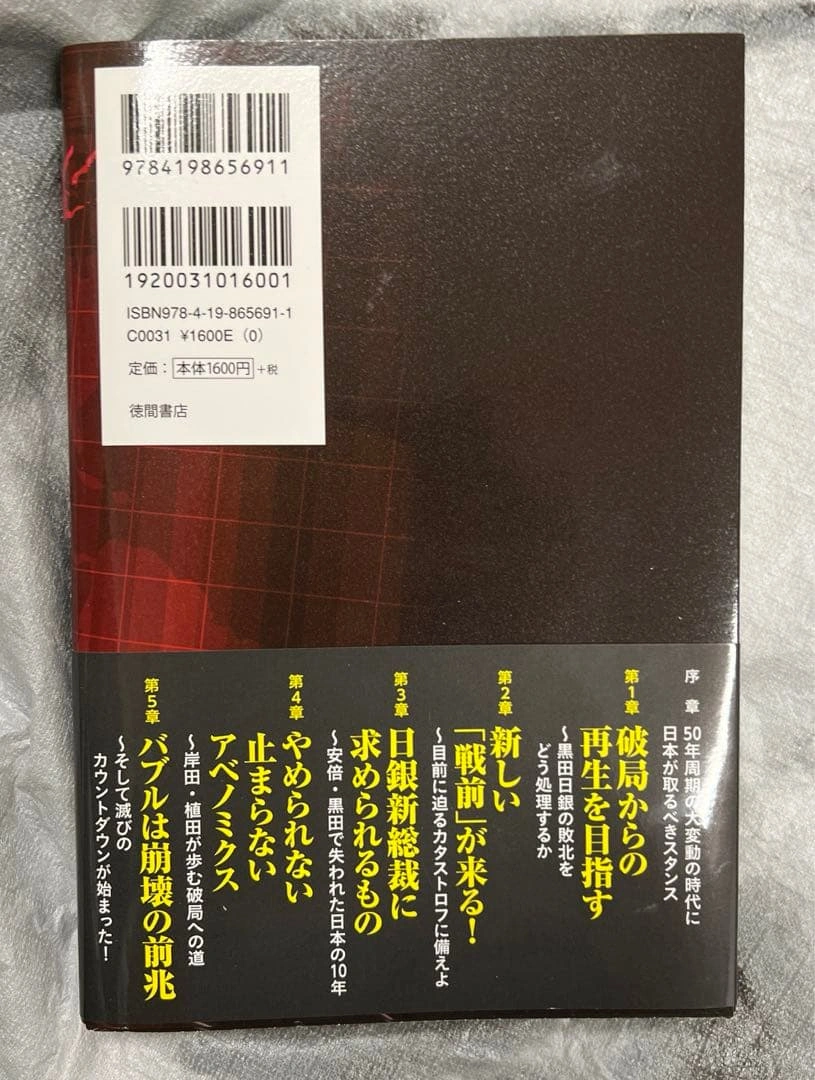 9784198656911
1920031016001
ISBN978-4-19-865691-1
C0031 ¥1600E (0)
定価：本体1600円+税
徳間書店
序章
50年周期の大変動の時代に
日本が取るべきスタンス
第1章
破局からの
再生を目指す
～黒田日銀の敗北を
どう処理するか
第2章
新しい
「戦前」が来る！
～目前に迫るカタストロフに備えよ
第3章
日銀新総裁に
求められるもの
～安倍・黒田で失われた日本の10年
第4章
やめられない
止まらない
アベノミクス
～岸田・植田が歩む破局への道
第5章
バブルは崩壊の前兆
～そして滅びの
カウントダウンが始まった！